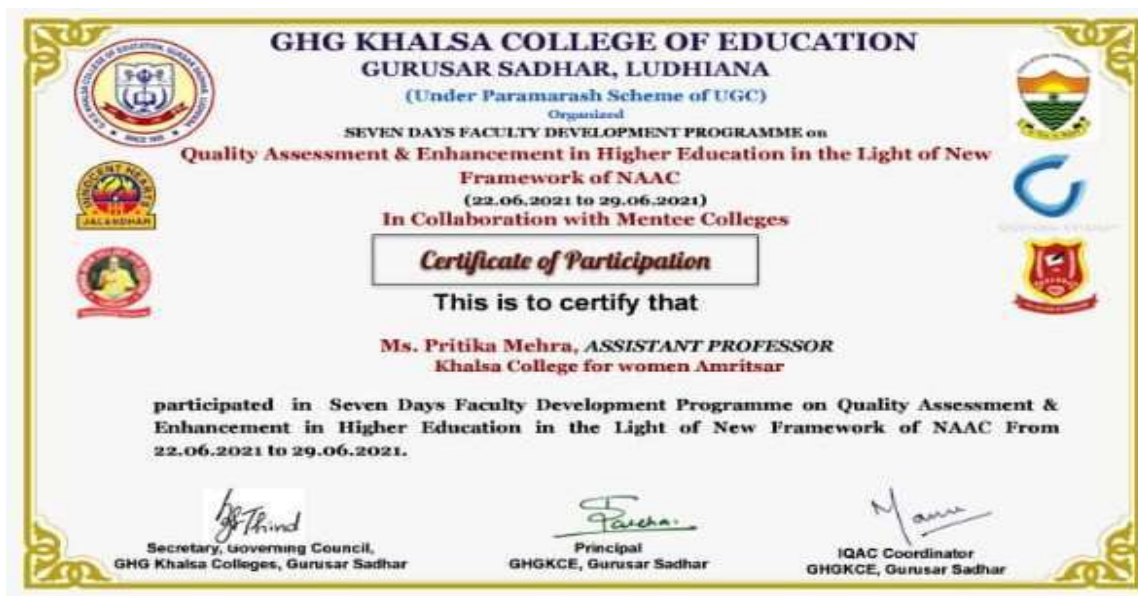 GHG KHALSA COLLEGE OF EDUCATION
GURUSAR SADHAR, LUDHIANA
(Under Paramarash Scheme of UGC)
Organized
SEVEN DAYS FACULTY DEVELOPMENT PROGRAMME on
Quality Assessment & Enhancement in Higher Education in the Light of New
Framework of NAAC
(22.06.2021 to 29.06.2021)
In Collaboration with Mentee Colleges
INNOCENT HEARTS
JALANDHAR
Certificate of Participation
This is to certify that
Ms. Pritika Mehra, ASSISTANT PROFESSOR
Khalsa College for women Amritsar
participated in Seven Days Faculty Development Programme on Quality Assessment &
Enhancement in Higher Education in the Light of New Framework of NAAC From
22.06.2021 to 29.06.2021.
Thind
Secretary, Governing Council,
GHG Khalsa Colleges, Gurusar Sadhar
Principal
GHGKCE, Gurusar Sadhar
IQAC Coordinator
GHGKCE, Gurusar Sadhar